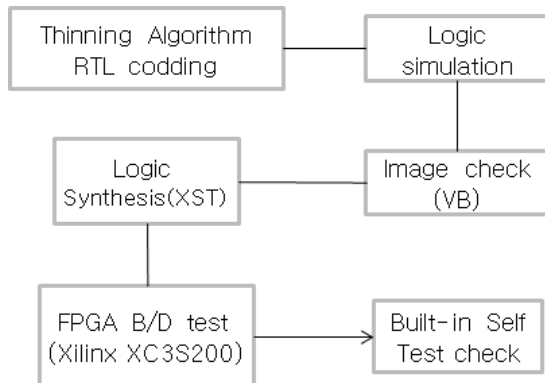 Thinning Algorithm
RTL codding
Logic
simulation
Image check
(VB)
Logic
Synthesis(XST)
FPGA B/D test
(Xilinx XC3S200)
Built-in Self
Test check